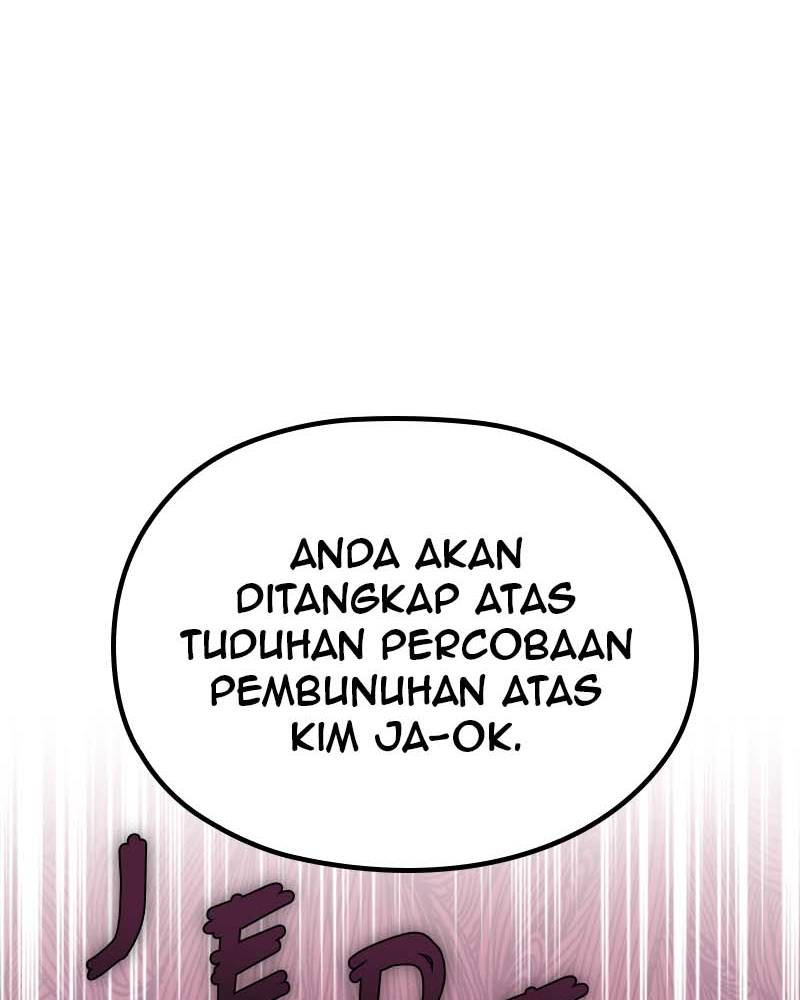 ANDA AKAN
DITANGKAP ATAS
TUDUHAN PERCOBAAN
PEMBUNUHAN ATAS
KIM JA-OK.